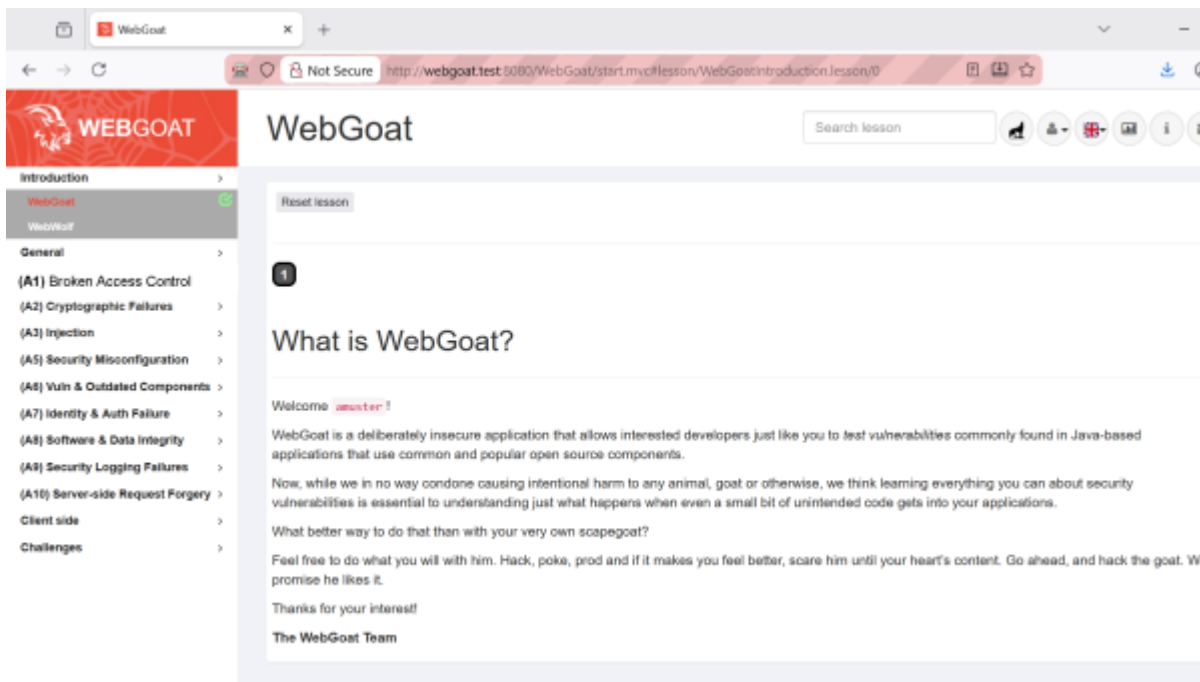 WebGoat
Not Secure http://webgoat.test:8080/WebGoat/start.mvc#lesson/WebGoatIntroduction.lesson/0
WEBGOAT
WebGoat
Search lesson
Introduction
WebGoat
WebWolf
General
(A1) Broken Access Control
(A2) Cryptographic Failures
(A3) Injection
(A5) Security Misconfiguration
(A6) Vuln & Outdated Components
(A7) Identity & Auth Failure
(A8) Software & Data Integrity
(A9) Security Logging Failures
(A10) Server-side Request Forgery
Client side
Challenges
Reset lesson
1
What is WebGoat?
Welcome amuster!
WebGoat is a deliberately insecure application that allows interested developers just like you to test vulnerabilities commonly found in Java-based
applications that use common and popular open source components.
Now, while we in no way condone causing intentional harm to any animal, goat or otherwise, we think learning everything you can about security
vulnerabilities is essential to understanding just what happens when even a small bit of unintended code gets into your applications.
What better way to do that than with your very own scapegoat?
Feel free to do what you will with him. Hack, poke, prod and if it makes you feel better, scare him until your heart's content. Go ahead, and hack the goat.
promise he likes it.
Thanks for your interest!
The WebGoat Team